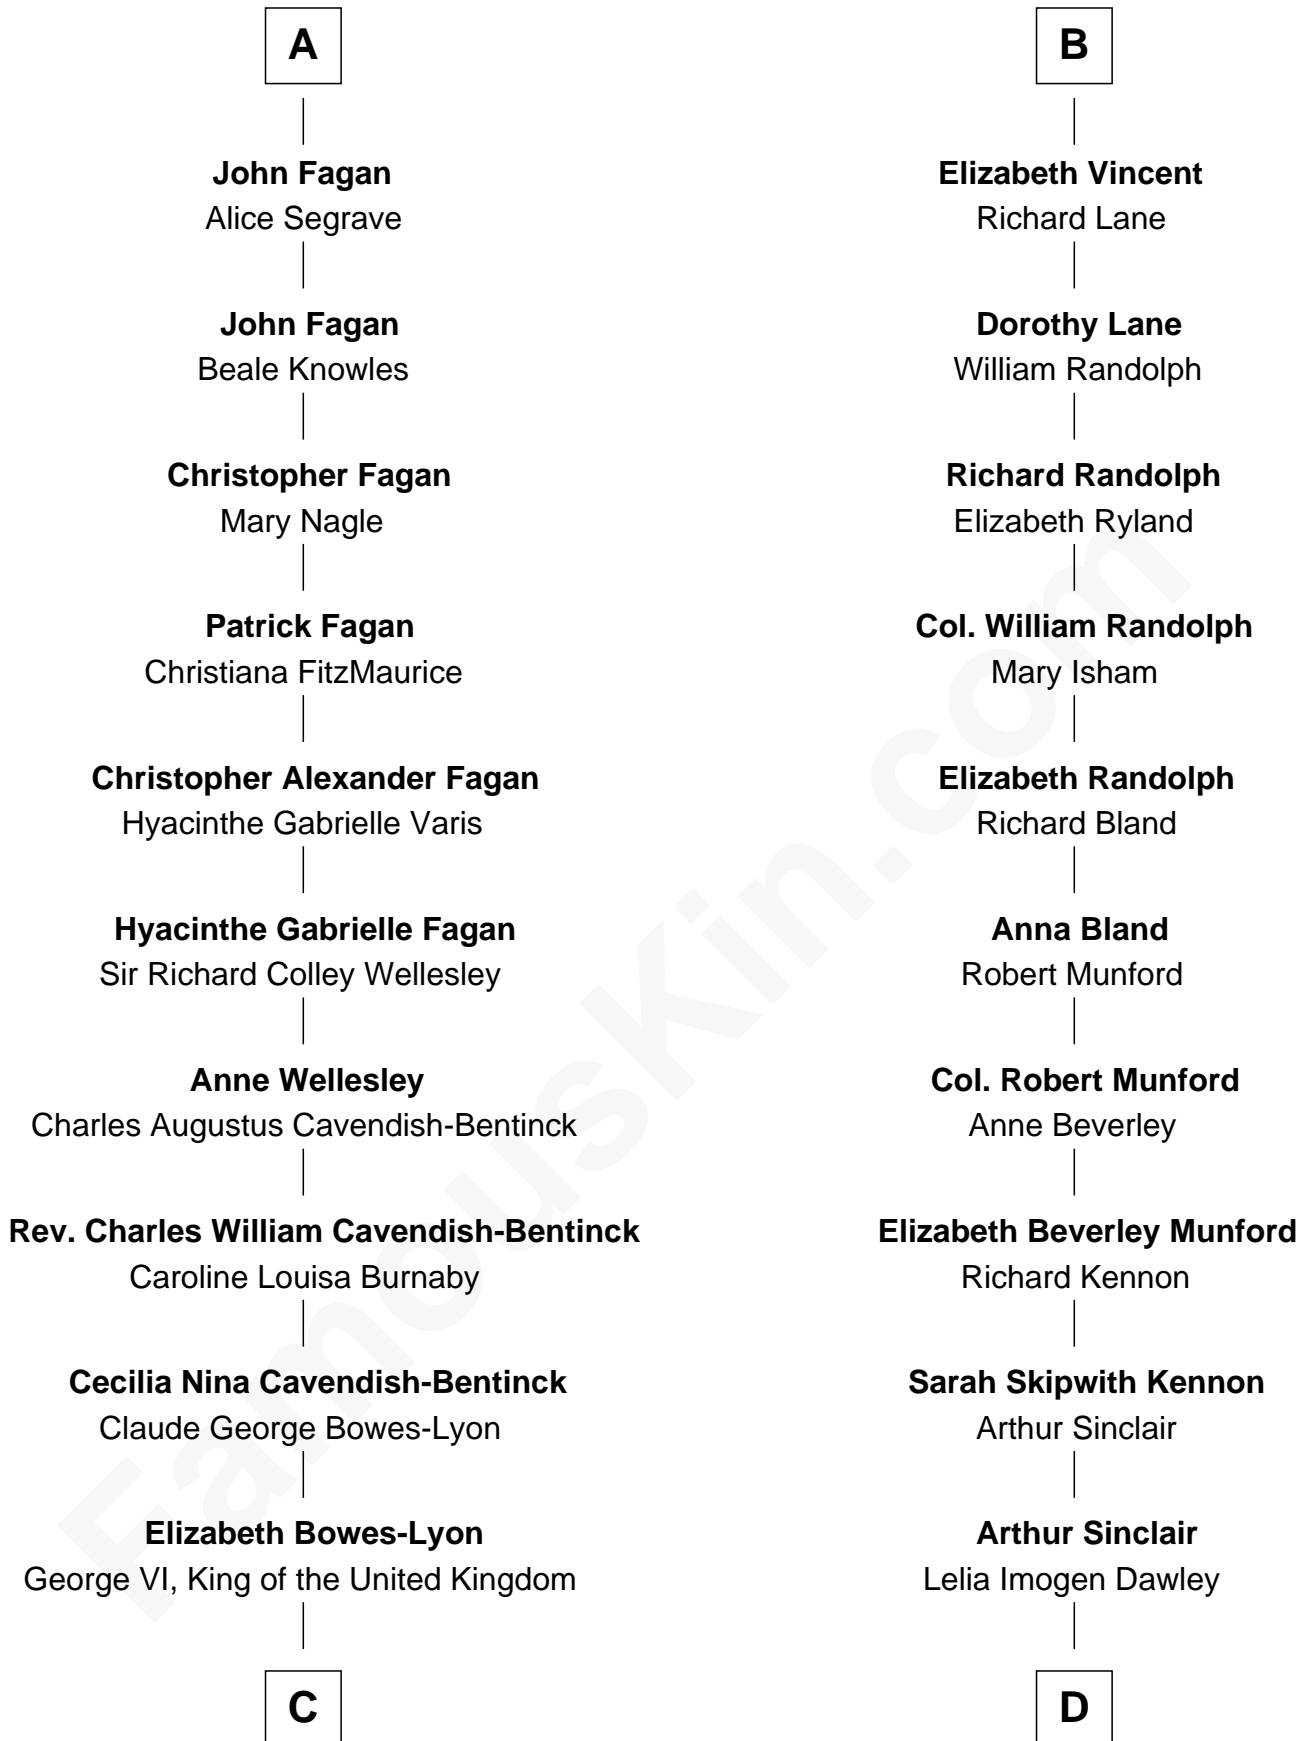 A
John Fagan
Alice Segrave
John Fagan
Beale Knowles
Christopher Fagan
Mary Nagle
Patrick Fagan
Christiana FitzMaurice
Christopher Alexander Fagan
Hyacinthe Gabrielle Varis
Hyacinthe Gabrielle Fagan
Sir Richard Colley Wellesley
Anne Wellesley
Charles Augustus Cavendish-Bentinck
Rev. Charles William Cavendish-Bentinck
Caroline Louisa Burnaby
Cecilia Nina Cavendish-Bentinck
Claude George Bowes-Lyon
Elizabeth Bowes-Lyon
George VI, King of the United Kingdom
C
B
Elizabeth Vincent
Richard Lane
Dorothy Lane
William Randolph
Richard Randolph
Elizabeth Ryland
Col. William Randolph
Mary Isham
Elizabeth Randolph
Richard Bland
Anna Bland
Robert Munford
Col. Robert Munford
Anne Beverley
Elizabeth Beverley Munford
Richard Kennon
Sarah Skipwith Kennon
Arthur Sinclair
Arthur Sinclair
Lelia Imogen Dawley
D
FamousKin.com